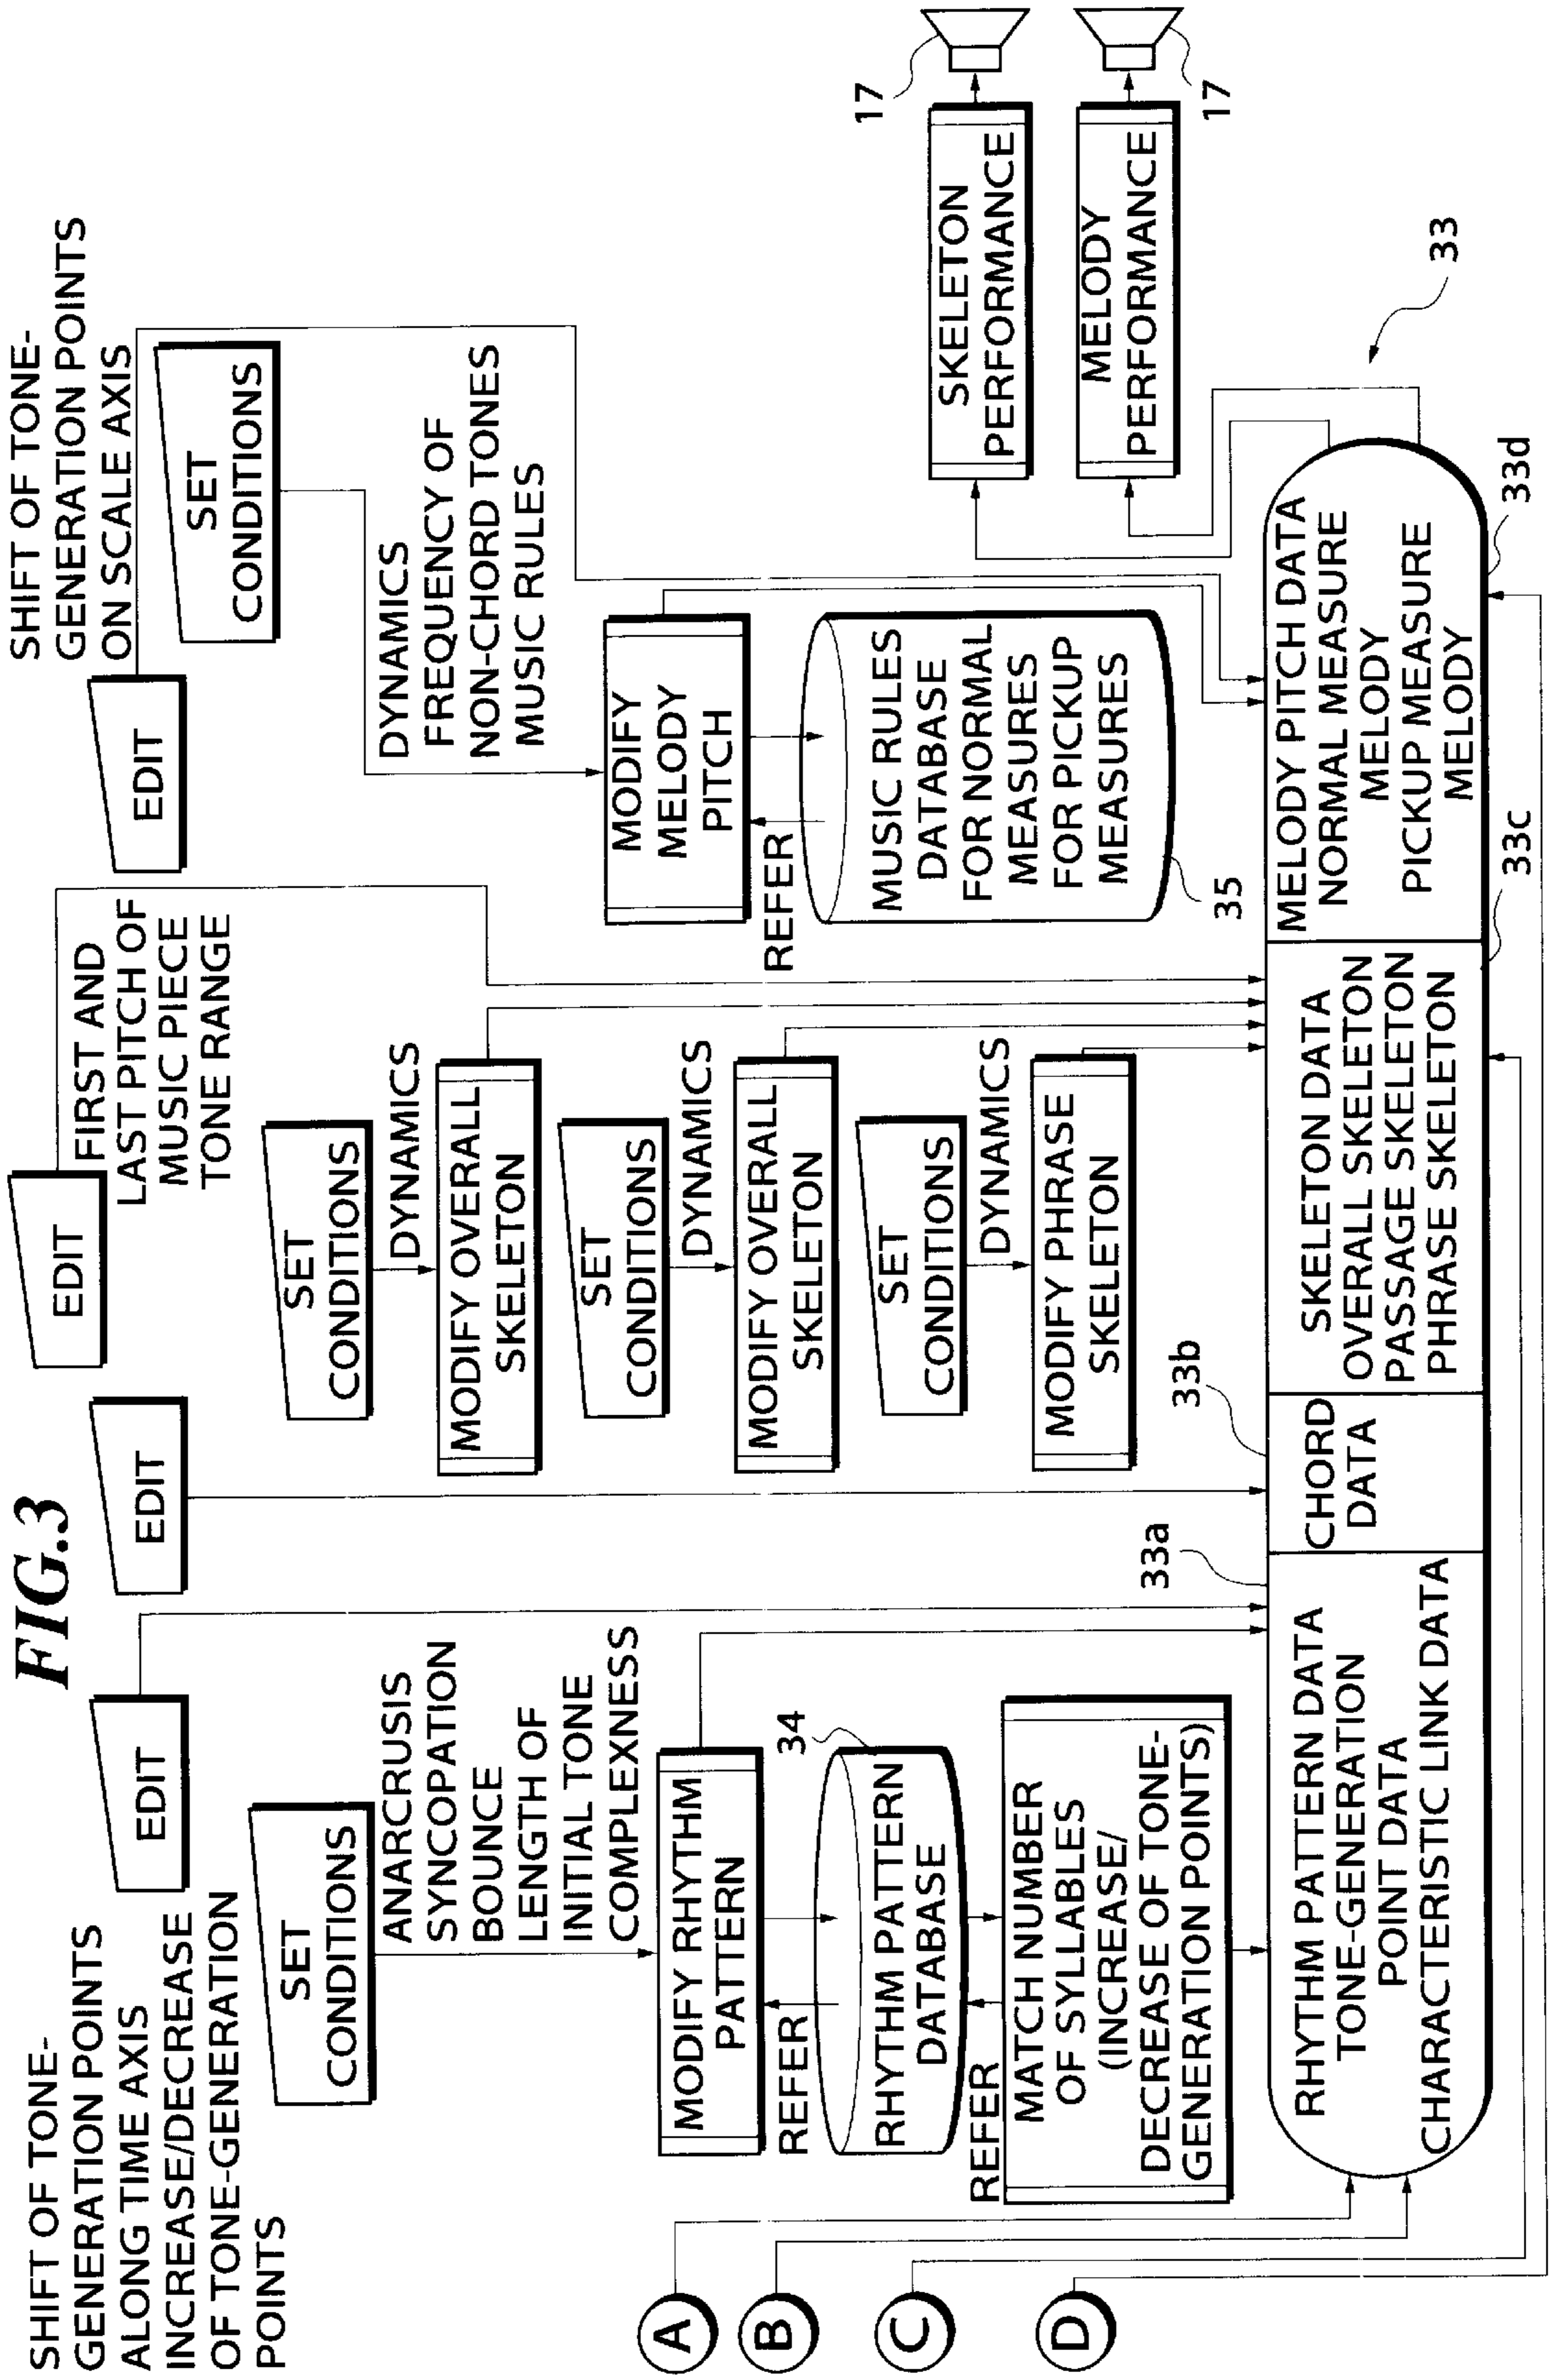 FIG.3
SHIFT OF TONE-
GENERATION POINTS
ALONG TIME AXIS
INCREASE/DECREASE
OF TONE-GENERATION
POINTS
EDIT
SET
CONDITIONS
ANARCRUSIS
SYNCOPATION
BOUNCE
LENGTH OF
INITIAL TONE
COMPLEXNESS
MODIFY RHYTHM
PATTERN
REFER
34
RHYTHM PATTERN
DATABASE
REFER
MATCH NUMBER
OF SYLLABLES
(INCREASE/
DECREASE OF TONE-
GENERATION POINTS)
A
B
C
D
EDIT
EDIT
FIRST AND
LAST PITCH OF
MUSIC PIECE
TONE RANGE
SET
CONDITIONS
DYNAMICS
MODIFY OVERALL
SKELETON
SET
CONDITIONS
DYNAMICS
MODIFY OVERALL
SKELETON
SET
CONDITIONS
DYNAMICS
MODIFY PHRASE
SKELETON
SHIFT OF TONE-
GENERATION POINTS
ON SCALE AXIS
EDIT
SET
CONDITIONS
DYNAMICS
FREQUENCY OF
NON-CHORD TONES
MUSIC RULES
MODIFY
MELODY
PITCH
REFER
MUSIC RULES
DATABASE
FOR NORMAL
MEASURES
FOR PICKUP
MEASURES
35
17
SKELETON
PERFORMANCE
MELODY
PERFORMANCE
17
33
33a
RHYTHM PATTERN DATA
TONE-GENERATION
POINT DATA
CHARACTERISTIC LINK DATA
33b
CHORD
DATA
SKELETON DATA
OVERALL SKELETON
PASSAGE SKELETON
PHRASE SKELETON
33c
MELODY PITCH DATA
NORMAL MEASURE
MELODY
PICKUP MEASURE
MELODY
33d